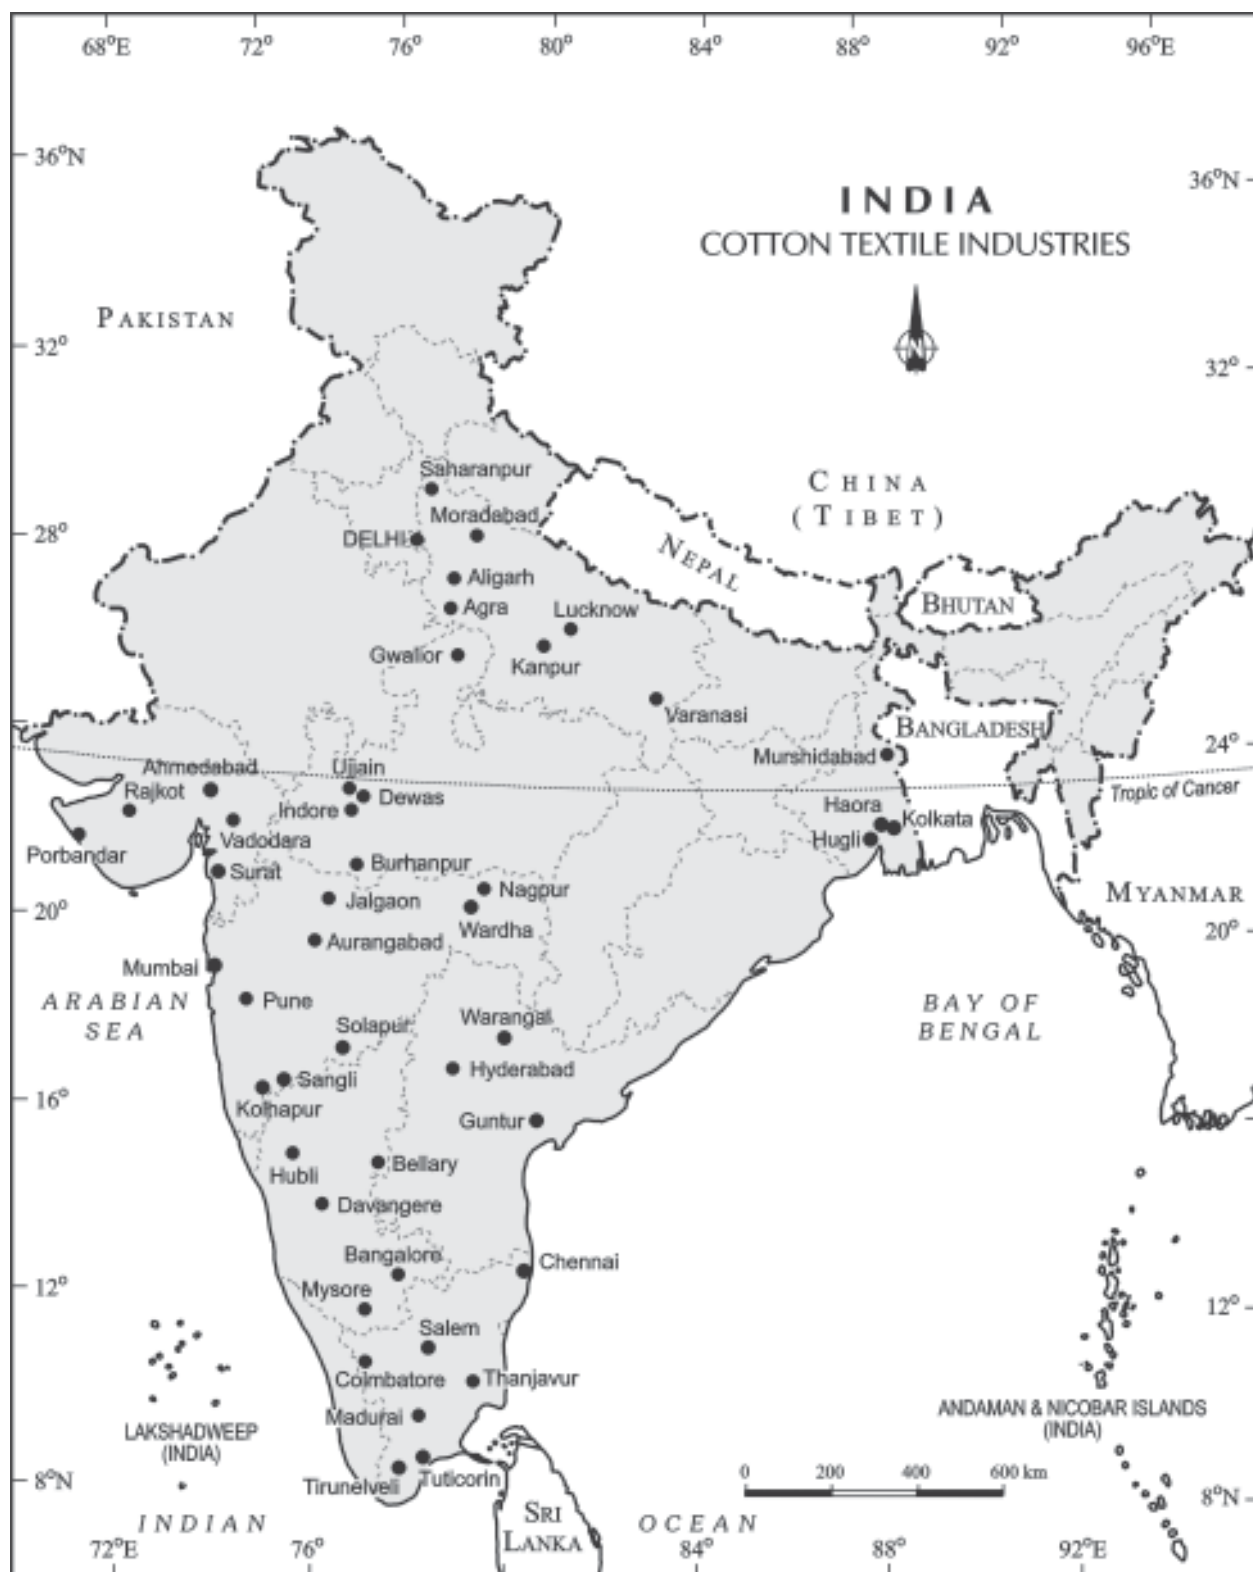 68°E 72° 76° 80° 84° 88° 92° 96°E
36°N
36°N
INDIA
COTTON TEXTILE INDUSTRIES
N
PAKISTAN
32°
32°
Saharanpur
CHINA
(TIBET)
Moradabad
28°
DELHI
NEPAL
Aligarh
BHUTAN
Agra
Lucknow
Gwalior
Kanpur
Varanasi
BANGLADESH
24°
Murshidabad
Ahmedabad
Ujjain
Tropic of Cancer
Rajkot
Indore
Dewas
Haora
Kolkata
Vadodara
Hugli
Porbandar
Surat
Burhanpur
Nagpur
MYANMAR
Jalgaon
20°
20°
Wardha
Aurangabad
Mumbai
ARABIAN
SEA
Pune
BAY OF
BENGAL
Solapur
Warangal
Sangli
Hyderabad
16°
Kolhapur
Guntur
Hubli
Bellary
Davangere
Bangalore
Chennai
12°
Mysore
12°
Salem
Coimbatore
Thanjavur
Madurai
LAKSHADWEEP
(INDIA)
ANDAMAN & NICOBAR ISLANDS
(INDIA)
8°N
Tirunelveli
Tuticorin
0 200 400 600 km
8°N
INDIAN
SRI
LANKA
OCEAN
72°E 76° 84° 88° 92°E